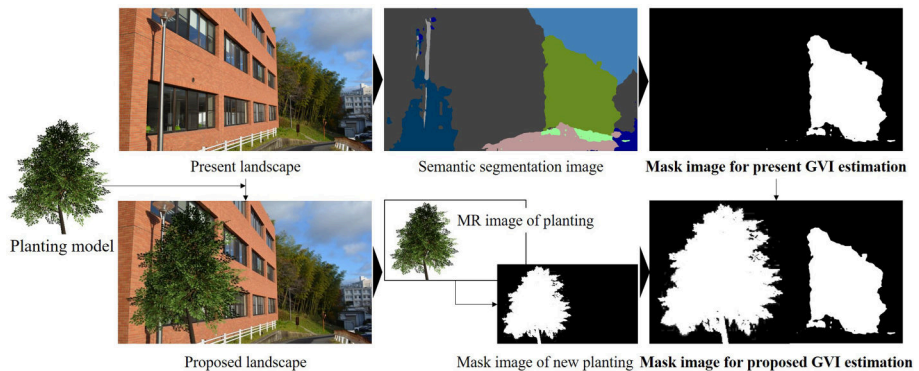 Present landscape
Semantic segmentation image
Mask image for present GVI estimation
Planting model
MR image of planting
Proposed landscape
Mask image of new planting
Mask image for proposed GVI estimation